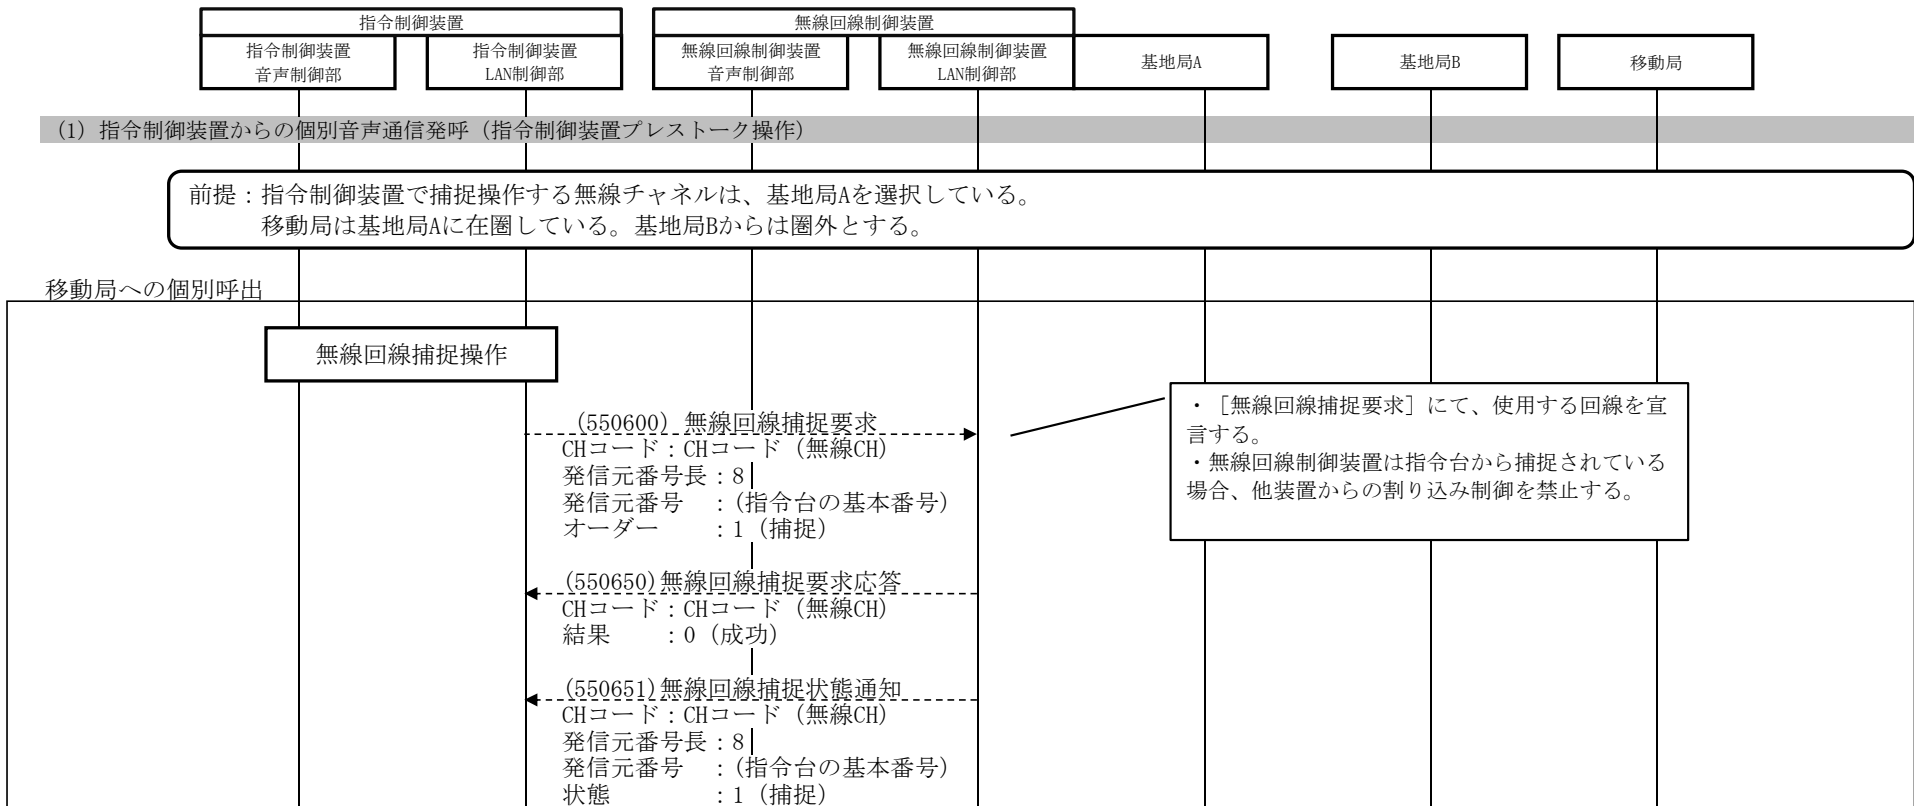 指令制御装置
無線回線制御装置
指令制御装置
音声制御部
指令制御装置
LAN制御部
無線回線制御装置
音声制御部
無線回線制御装置
LAN制御部
基地局A
基地局B
移動局
(1) 指令制御装置からの個別音声通信発呼（指令制御装置プレストーク操作）
前提：指令制御装置で捕捉操作する無線チャネルは、基地局Aを選択している。
移動局は基地局Aに在圏している。基地局Bからは圏外とする。
移動局への個別呼出
無線回線捕捉操作
(550600) 無線回線捕捉要求
CHコード：CHコード（無線CH）
発信元番号長：8
発信元番号　：(指令台の基本番号)
オーダー　　：1（捕捉）
・［無線回線捕捉要求］にて、使用する回線を宣
言する。
・無線回線制御装置は指令台から捕捉されている
場合、他装置からの割り込み制御を禁止する。
(550650)無線回線捕捉要求応答
CHコード：CHコード（無線CH）
結果　　：0（成功）
(550651)無線回線捕捉状態通知
CHコード：CHコード（無線CH）
発信元番号長：8
発信元番号　：(指令台の基本番号)
状態　　　　：1（捕捉）